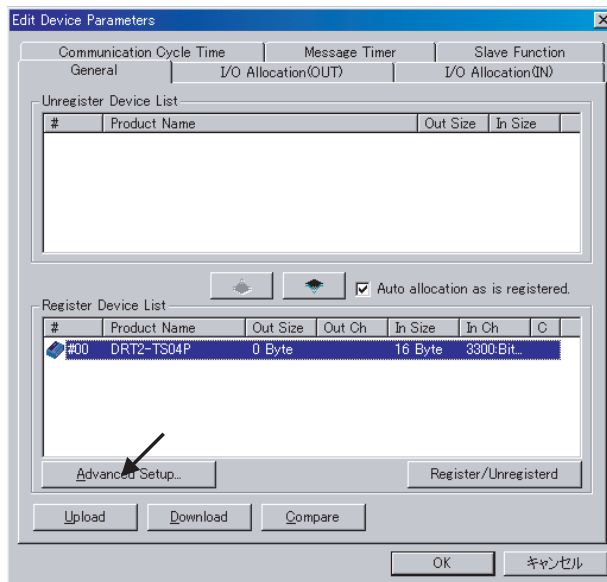 Edit Device Parameters
Communication Cycle Time Message Timer Slave Function
General I/O Allocation(OUT) I/O Allocation(IN)
Unregister Device List
# Product Name Out Size In Size
Auto allocation as is registered.
Register Device List
# Product Name Out Size Out Ch In Size In Ch C
#00 DRT2-TS04P 0 Byte 16 Byte 3300:Bit...
Advanced Setup... Register/Unregisterd
Upload Download Compare
OK キャンセル